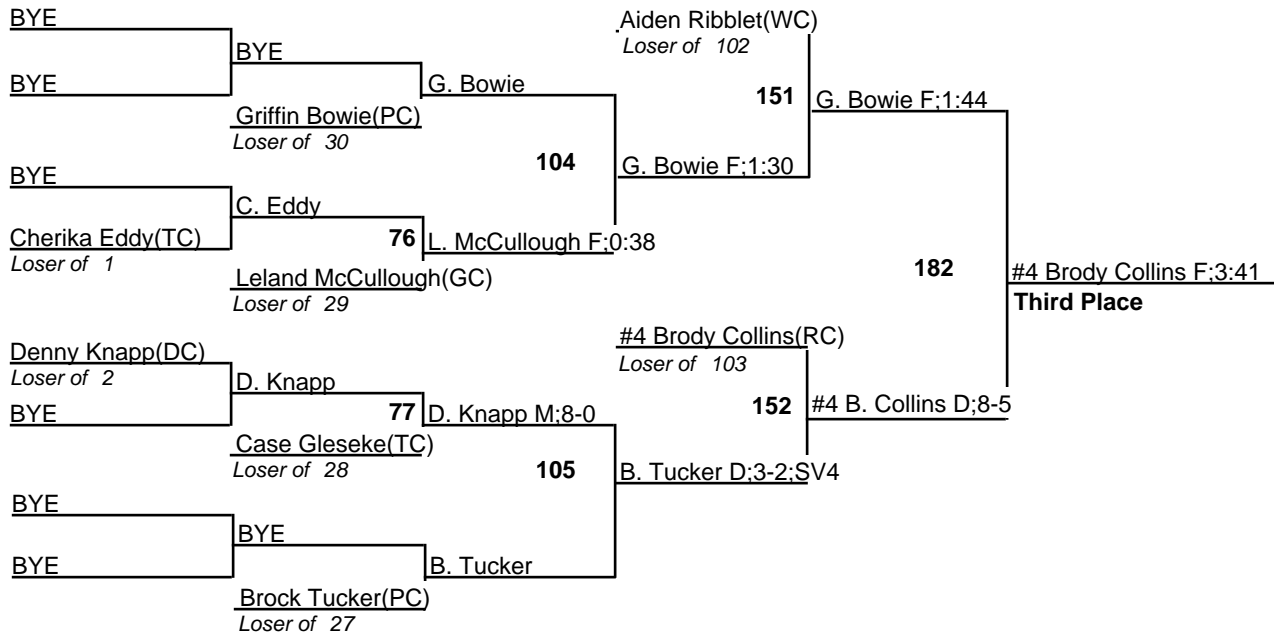 BYE
BYE
BYE
Griffin Bowie(PC)
Loser of 30
G. Bowie
BYE
Cherika Eddy(TC)
Loser of 1
C. Eddy
76
Leland McCullough(GC)
Loser of 29
L. McCullough F;0:38
104
G. Bowie F;1:30
Aiden Ribblet(WC)
Loser of 102
151
G. Bowie F;1:44
Denny Knapp(DC)
Loser of 2
BYE
D. Knapp
77
Case Gleseke(TC)
Loser of 28
D. Knapp M;8-0
105
BYE
BYE
BYE
Brock Tucker(PC)
Loser of 27
B. Tucker
B. Tucker D;3-2;SV4
#4 Brody Collins(RC)
Loser of 103
152
#4 B. Collins D;8-5
182
#4 Brody Collins F;3:41
Third Place